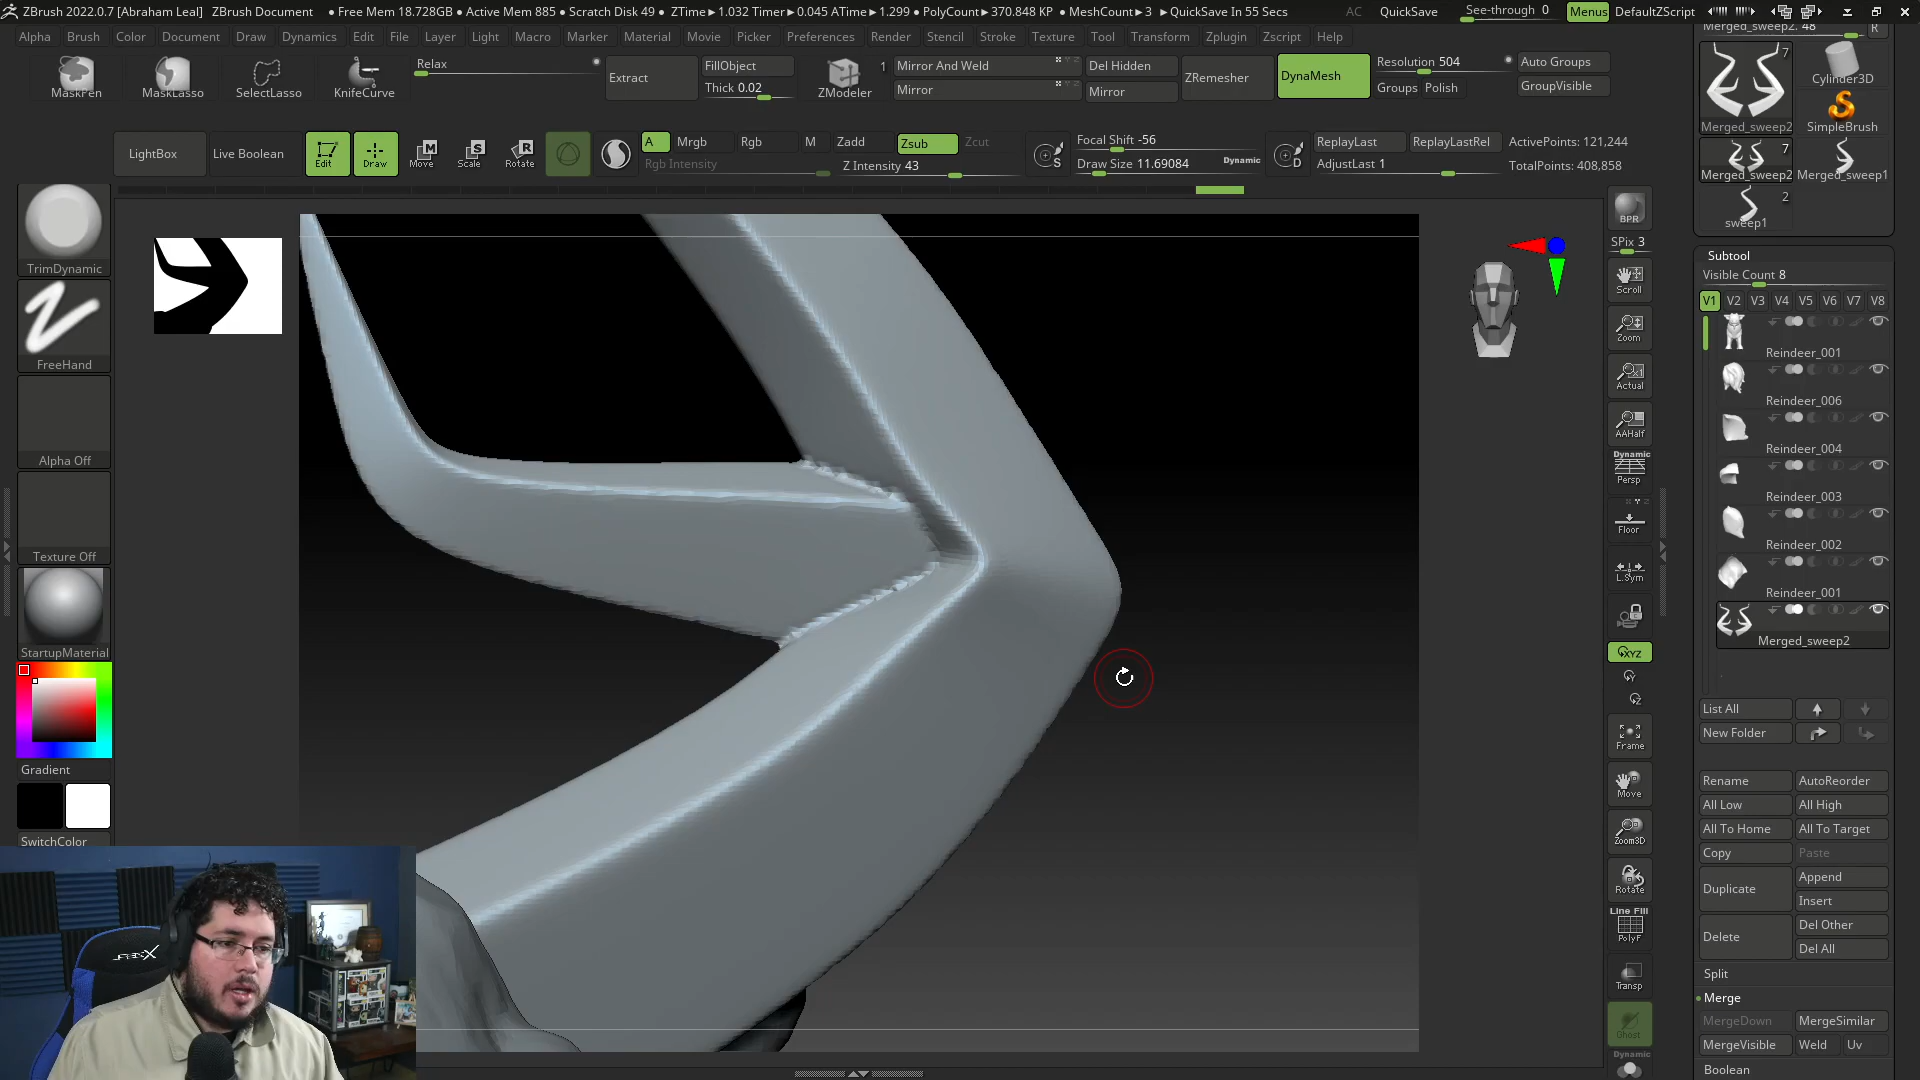 ZBrush 2022.0.7 [Abraham Leal] ZBrush Document ● Free Mem 18.728GB ● Active Mem 885 ● Scratch Disk 49 ● ZTime►1.032 Timer►0.045 ATime►1.299 ● PolyCount►370.848 KP ● MeshCount►3 ►QuickSave In 55 Secs AC QuickSave See-through 0 Menus DefaultZScript
Alpha Brush Color Document Draw Dynamics Edit File Layer Light Macro Marker Material Movie Picker Preferences Render Stencil Stroke Texture Tool Transform Zplugin Zscript Help
MaskPen MaskLasso SelectLasso KnifeCurve
Relax
Extract
FillObject
Thick 0.02
ZModeler
1
Mirror And Weld
Mirror
Del Hidden
Mirror
ZRemesher
DynaMesh
Resolution 504
Groups Polish
Auto Groups
GroupVisible
LightBox
Live Boolean
Edit
Draw
Move
Scale
Rotate
M
S
R
A Mrgb Rgb M
Rgb Intensity
Zadd Zsub Zcut
Z Intensity 43
S
Focal Shift -56
Draw Size 11.69084 Dynamic
D
ReplayLast ReplayLastRel
AdjustLast 1
ActivePoints: 121,244
TotalPoints: 408,858
TrimDynamic
FreeHand
Alpha Off
Texture Off
StartupMaterial
Gradient
SwitchColor
BPR
SPix 3
Scroll
Zoom
Actual
AAHalf
Dynamic
Persp
Floor
L.Sym
XYZ
Y
Z
Frame
Move
Zoom3D
Rotate
Line Fill
PolyF
Transp
Ghost
Dynamic
Merged_sweep2. 48 R
7
Merged_sweep2
Cylinder3D
SimpleBrush
7
Merged_sweep2
Merged_sweep1
2
sweep1
Subtool
Visible Count 8
V1 V2 V3 V4 V5 V6 V7 V8
Reindeer_001
Reindeer_006
Reindeer_004
Reindeer_003
Reindeer_002
Reindeer_001
Merged_sweep2
List All
New Folder
Rename AutoReorder
All Low All High
All To Home All To Target
Copy Paste
Duplicate Append
Insert
Delete Del Other
Del All
Split
Merge
MergeDown MergeSimilar
MergeVisible Weld Uv
Boolean